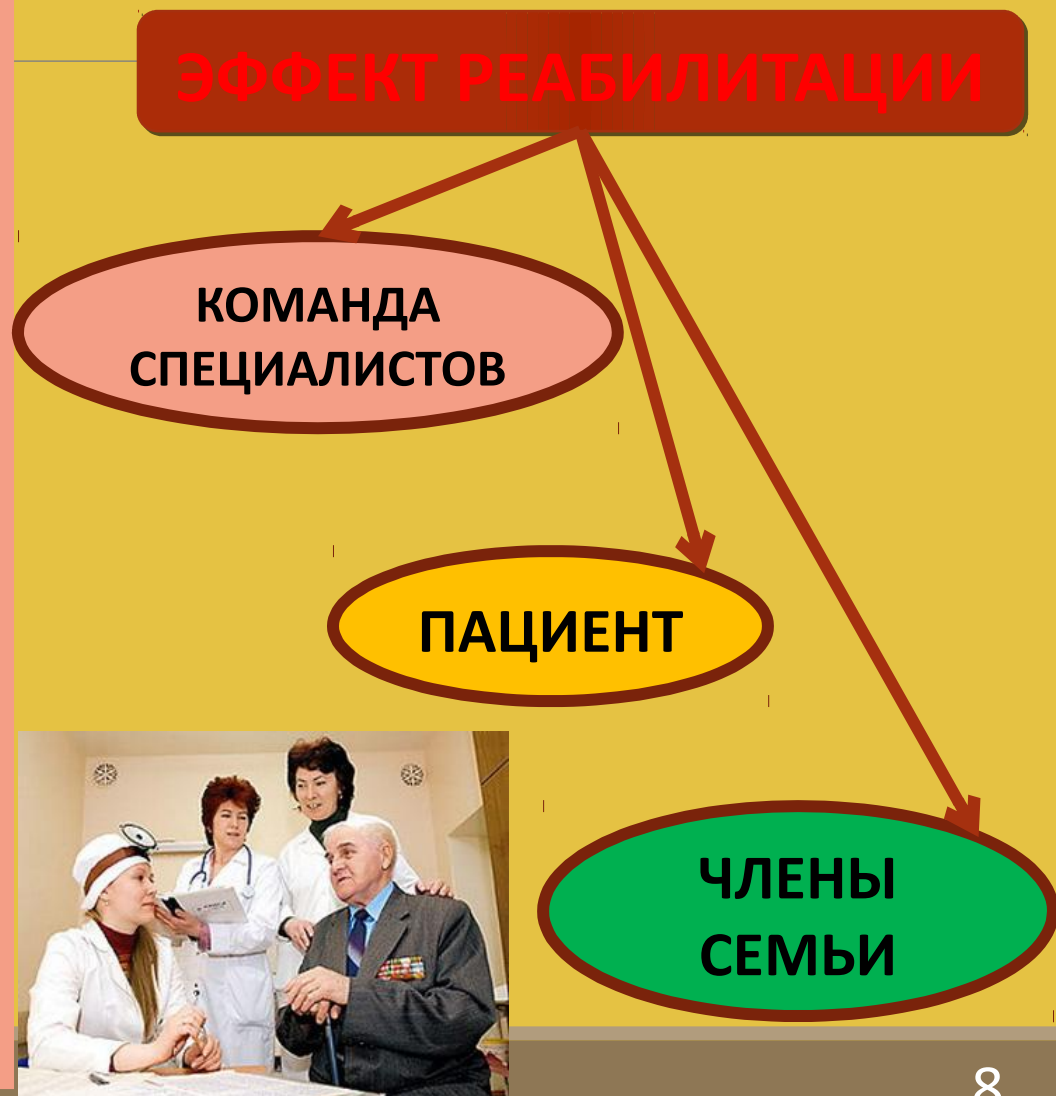 ЭФФЕКТ РЕАБИЛИТАЦИИ
КОМАНДА
СПЕЦИАЛИСТОВ
ПАЦИЕНТ
ЧЛЕНЫ
СЕМЬИ
8